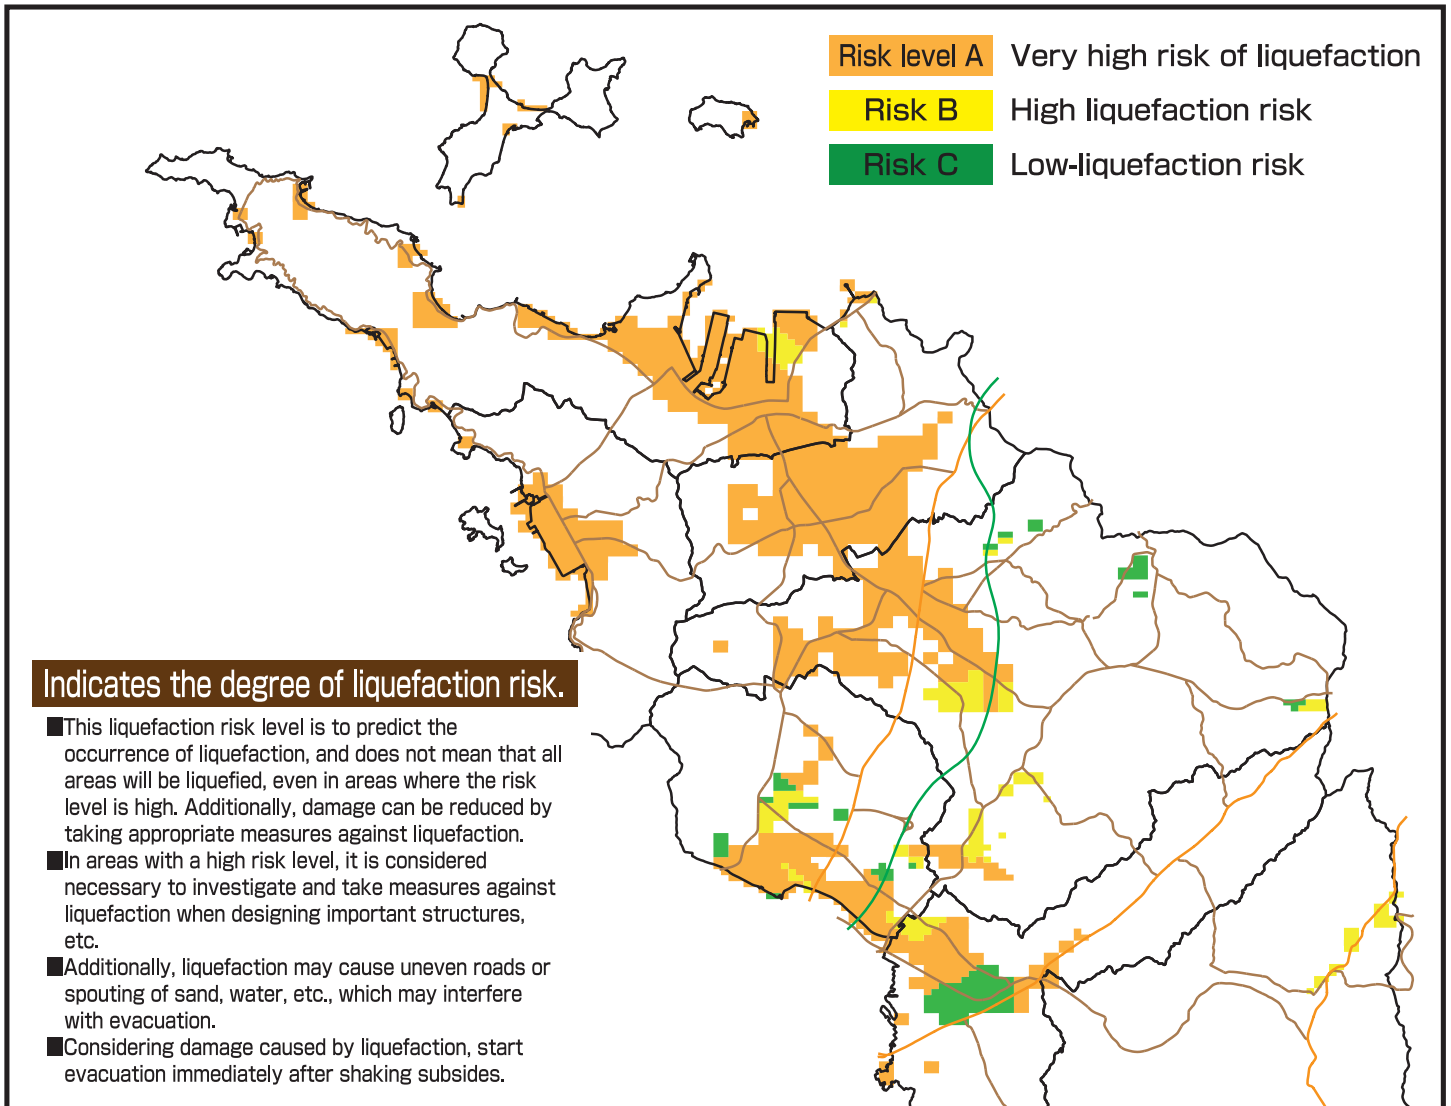 Risk level A Very high risk of liquefaction
Risk B High liquefaction risk
Risk C Low-liquefaction risk
Indicates the degree of liquefaction risk.
■This liquefaction risk level is to predict the
occurrence of liquefaction, and does not mean that all
areas will be liquefied, even in areas where the risk
level is high. Additionally, damage can be reduced by
taking appropriate measures against liquefaction.
■In areas with a high risk level, it is considered
necessary to investigate and take measures against
liquefaction when designing important structures,
etc.
■Additionally, liquefaction may cause uneven roads or
spouting of sand, water, etc., which may interfere
with evacuation.
■Considering damage caused by liquefaction, start
evacuation immediately after shaking subsides.